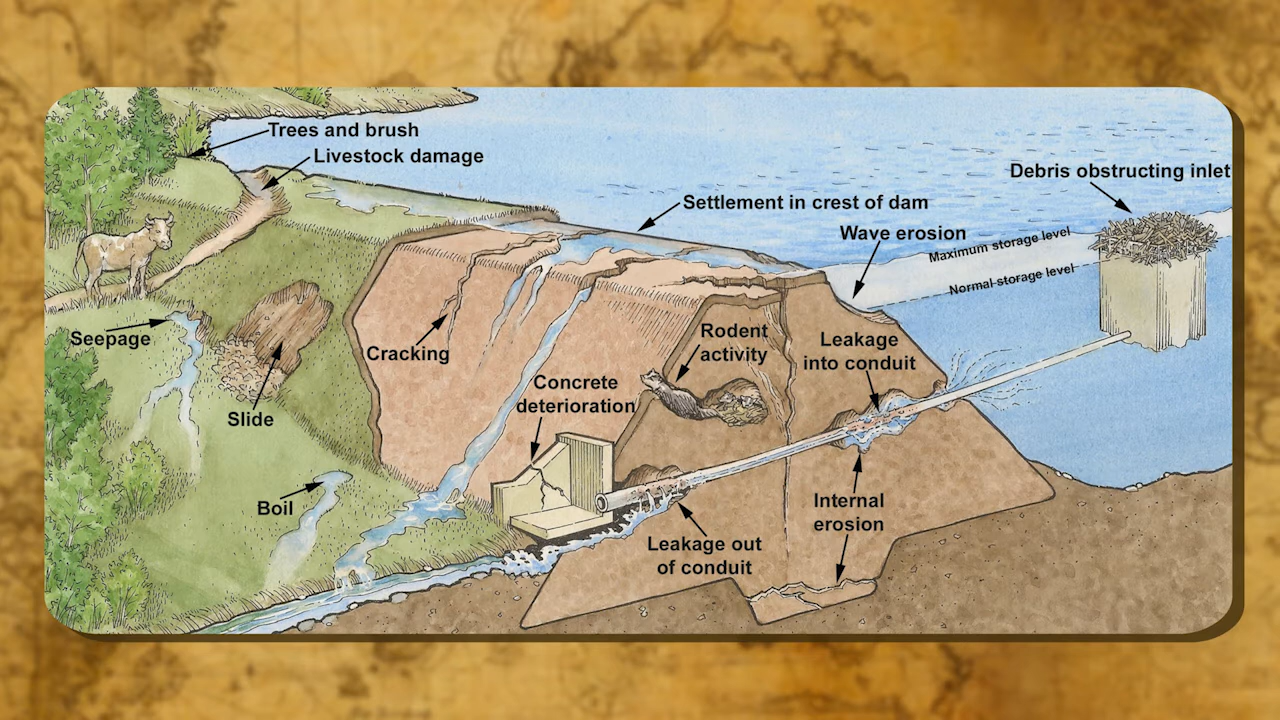 Trees and brush
Livestock damage
Debris obstructing inlet
Settlement in crest of dam
Wave erosion
Maximum storage level
Normal storage level
Seepage
Cracking
Rodent
activity
Leakage
into conduit
Concrete
deterioration
Slide
Boil
Internal
erosion
Leakage out
of conduit